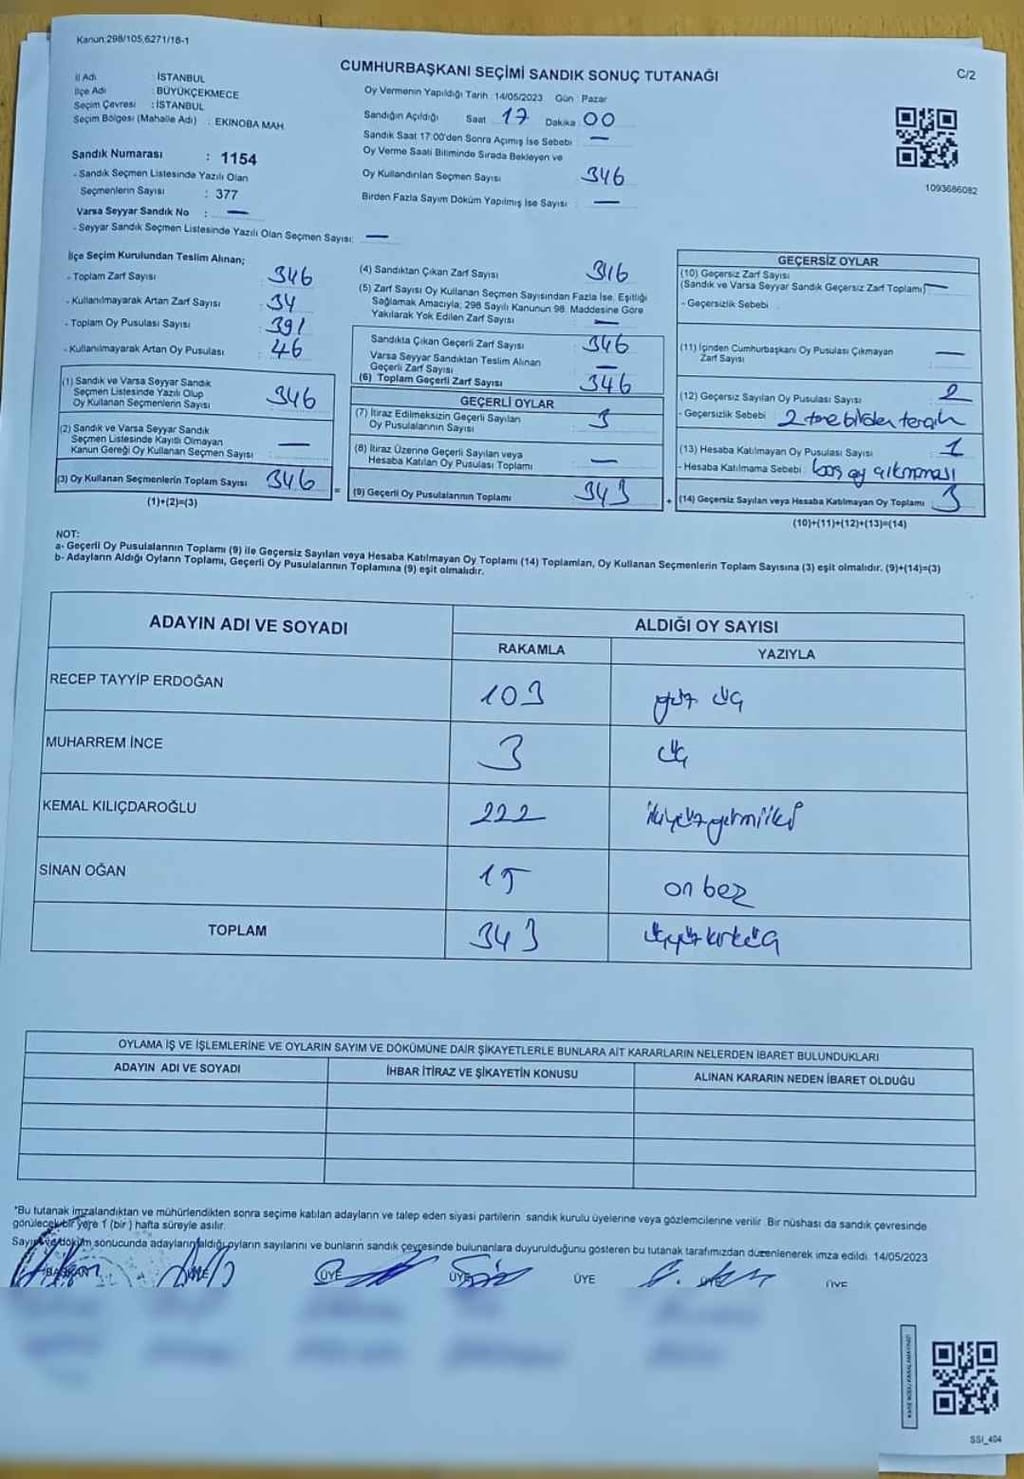 Kanun:298/105,6271/18-1
C/2
CUMHURBAŞKANI SEÇİMİ SANDIK SONUÇ TUTANAĞI
İl Adı : İSTANBUL
İlçe Adı : BÜYÜKÇEKMECE
Seçim Çevresi : İSTANBUL
Seçim Bölgesi (Mahalle Adı) : EKİNOBA MAH.
Sandık Numarası : 1154
- Sandık Seçmen Listesinde Yazılı Olan
Seçmenlerin Sayısı : 377
Varsa Seyyar Sandık No : —
- Seyyar Sandık Seçmen Listesinde Yazılı Olan Seçmen Sayısı: —
Oy Vermenin Yapıldığı Tarih : 14/05/2023 Gün : Pazar
Sandığın Açıldığı Saat 17 Dakika 00
Sandık Saat 17:00'den Sonra Açımış İse Sebebi —
Oy Verme Saati Bitiminde Sırada Bekleyen ve
Oy Kullandırılan Seçmen Sayısı 346
Birden Fazla Sayım Döküm Yapılmış İse Sayısı : —
1093686082
İlçe Seçim Kurulundan Teslim Alınan;
- Toplam Zarf Sayısı : 346
- Kullanılmayarak Artan Zarf Sayısı : 34
- Toplam Oy Pusulası Sayısı : 391
- Kullanılmayarak Artan Oy Pusulası : 46
(1) Sandık ve Varsa Seyyar Sandık
Seçmen Listesinde Yazılı Olup
Oy Kullanan Seçmenlerin Sayısı : 346
(2) Sandık ve Varsa Seyyar Sandık
Seçmen Listesinde Kayıtlı Olmayan
Kanun Gereği Oy Kullanan Seçmen Sayısı : —
(3) Oy Kullanan Seçmenlerin Toplam Sayısı : 346
(1)+(2)=(3)
=
(4) Sandıktan Çıkan Zarf Sayısı 346
(5) Zarf Sayısı Oy Kullanan Seçmen Sayısından Fazla İse, Eşitliği
Sağlamak Amacıyla, 298 Sayılı Kanunun 98. Maddesine Göre
Yakılarak Yok Edilen Zarf Sayısı —
Sandıkta Çıkan Geçerli Zarf Sayısı 346
Varsa Seyyar Sandıktan Teslim Alınan
Geçerli Zarf Sayısı —
(6) Toplam Geçerli Zarf Sayısı 346
GEÇERLİ OYLAR
(7) İtiraz Edilmeksizin Geçerli Sayılan
Oy Pusulalarının Sayısı 3
(8) İtiraz Üzerine Geçerli Sayılan veya
Hesaba Katılan Oy Pusulası Toplamı —
(9) Geçerli Oy Pusulalarının Toplamı 343
+
GEÇERSİZ OYLAR
(10) Geçersiz Zarf Sayısı
(Sandık ve Varsa Seyyar Sandık Geçersiz Zarf Toplamı) —
- Geçersizlik Sebebi :
(11) İçinden Cumhurbaşkanı Oy Pusulası Çıkmayan
Zarf Sayısı —
(12) Geçersiz Sayılan Oy Pusulası Sayısı 2
- Geçersizlik Sebebi 2 tane birden tercih
(13) Hesaba Katılmayan Oy Pusulası Sayısı 1
- Hesaba Katılmama Sebebi : boş oy çıkmması
(14) Geçersiz Sayılan veya Hesaba Katılmayan Oy Toplamı 3
(10)+(11)+(12)+(13)=(14)
NOT:
a- Geçerli Oy Pusulalarının Toplamı (9) ile Geçersiz Sayılan veya Hesaba Katılmayan Oy Toplamı (14) Toplamları, Oy Kullanan Seçmenlerin Toplam Sayısına (3) eşit olmalıdır. (9)+(14)=(3)
b- Adayların Aldığı Oyların Toplamı, Geçerli Oy Pusulalarının Toplamına (9) eşit olmalıdır.
ADAYIN ADI VE SOYADI ALDIĞI OY SAYISI
RAKAMLA YAZIYLA
RECEP TAYYİP ERDOĞAN 103 yüz üç
MUHARREM İNCE 3 üç
KEMAL KILIÇDAROĞLU 222 ikiyüzyirmiiki
SİNAN OĞAN 15 on beş
TOPLAM 343 üçyüzkırküç
OYLAMA İŞ VE İŞLEMLERİNE VE OYLARIN SAYIM VE DÖKÜMÜNE DAİR ŞİKAYETLERLE BUNLARA AİT KARARLARIN NELERDEN İBARET BULUNDUKLARI
ADAYIN ADI VE SOYADI İHBAR İTİRAZ VE ŞİKAYETİN KONUSU ALINAN KARARIN NEDEN İBARET OLDUĞU
*Bu tutanak imzalandıktan ve mühürlendikten sonra seçime katılan adayların ve talep eden siyasi partilerin sandık kurulu üyelerine veya gözlemcilerine verilir. Bir nüshası da sandık çevresinde
görülecek bir yere 1 (bir) hafta süreyle asılır.
Sayım ve döküm sonucunda adayların aldığı oyların sayılarını ve bunların sandık çevresinde bulunanlara duyurulduğunu gösteren bu tutanak tarafımızdan düzenlenerek imza edildi. 14/05/2023
BAŞKAN ÜYE ÜYE ÜYE ÜYE ÜYE ÜYE
SSI_404